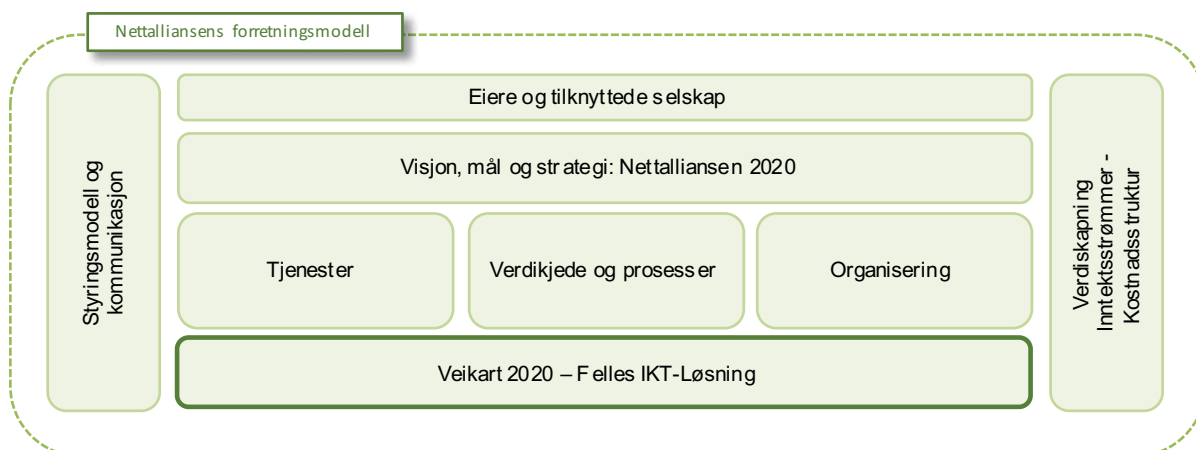 Nettalliansens forretningsmodell
Styringsmodell og
kommunikasjon
Eiere og tilknyttede selskap
Visjon, mål og strategi: Nettalliansen 2020
Tjenester
Verdikjede og prosesser
Organisering
Veikart 2020 – Felles IKT-Løsning
Verdiskapning
Inntektsstrømmer -
Kostnadsstruktur